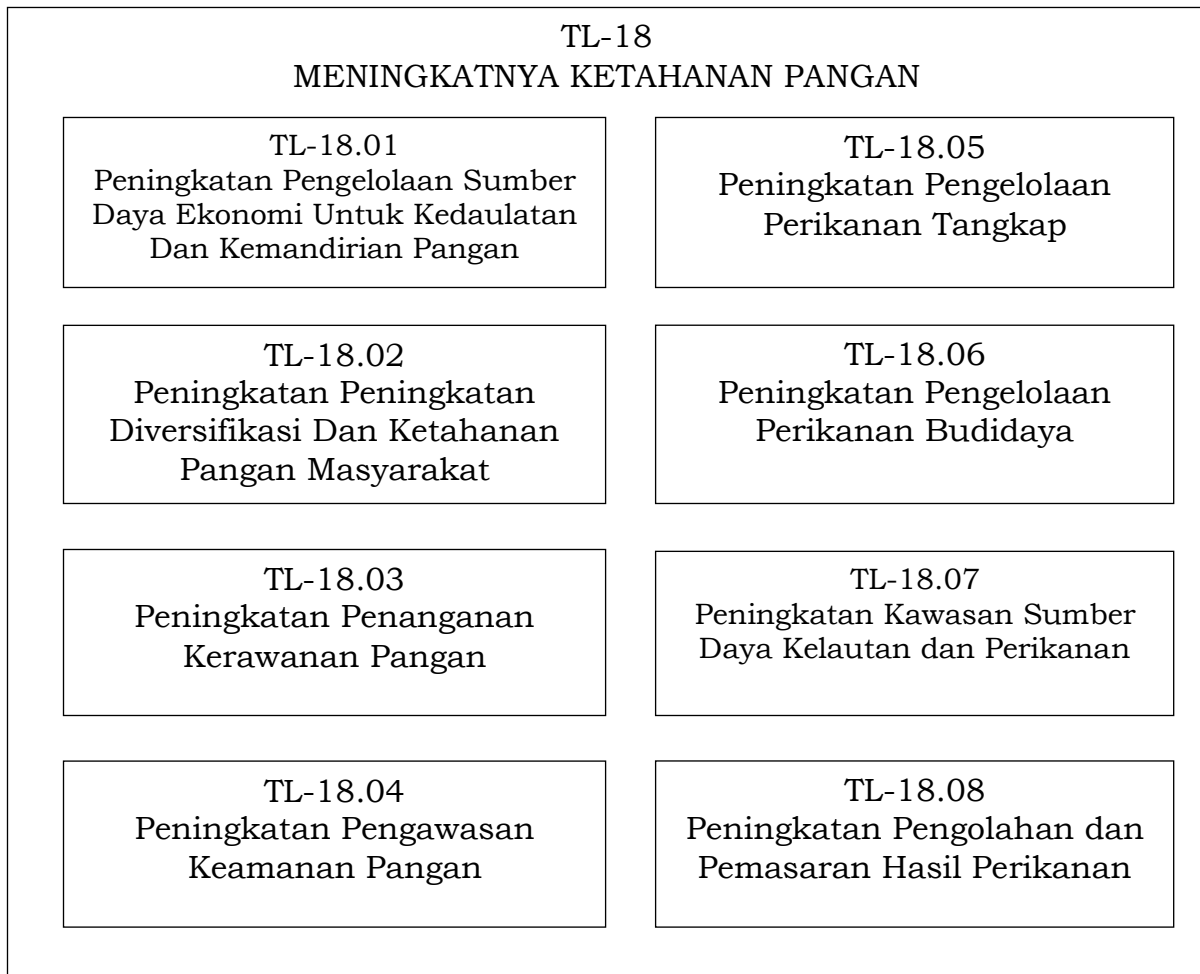 TL-18
MENINGKATNYA KETAHANAN PANGAN
TL-18.01
Peningkatan Pengelolaan Sumber
Daya Ekonomi Untuk Kedaulatan
Dan Kemandirian Pangan
TL-18.02
Peningkatan Peningkatan
Diversifikasi Dan Ketahanan
Pangan Masyarakat
TL-18.03
Peningkatan Penanganan
Kerawanan Pangan
TL-18.04
Peningkatan Pengawasan
Keamanan Pangan
TL-18.05
Peningkatan Pengelolaan
Perikanan Tangkap
TL-18.06
Peningkatan Pengelolaan
Perikanan Budidaya
TL-18.07
Peningkatan Kawasan Sumber
Daya Kelautan dan Perikanan
TL-18.08
Peningkatan Pengolahan dan
Pemasaran Hasil Perikanan